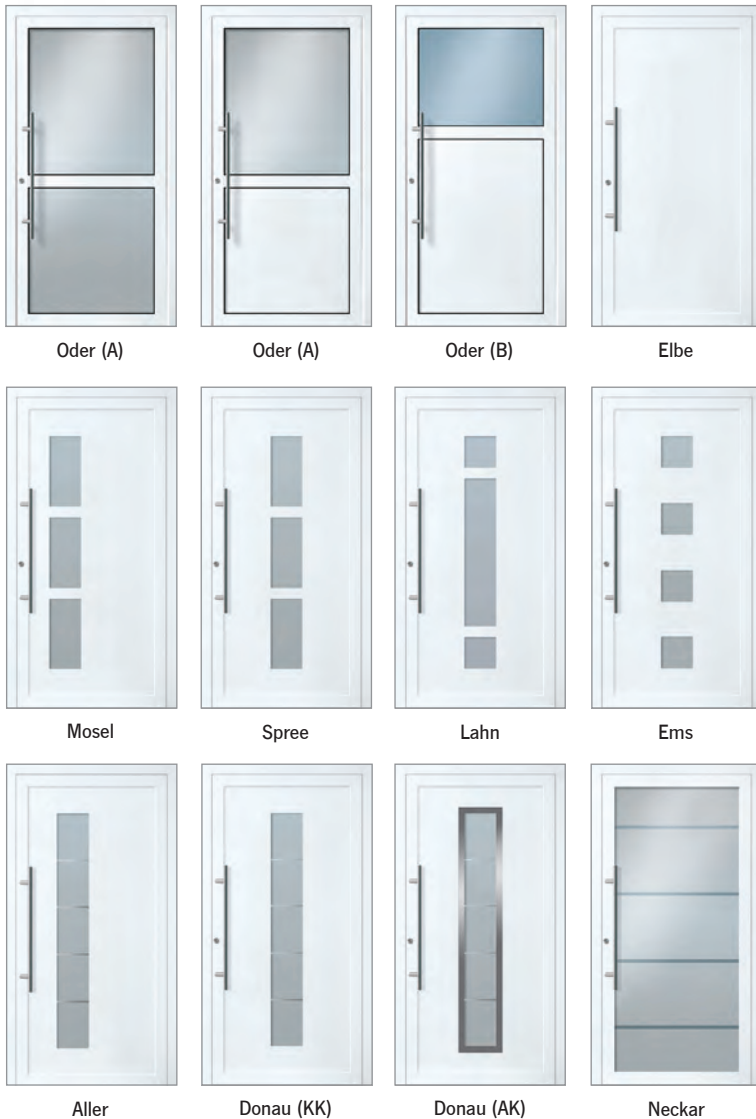 Oder (A) Oder (A) Oder (B) Elbe
Mosel Spree Lahn Ems
Aller Donau (KK) Donau (AK) Neckar